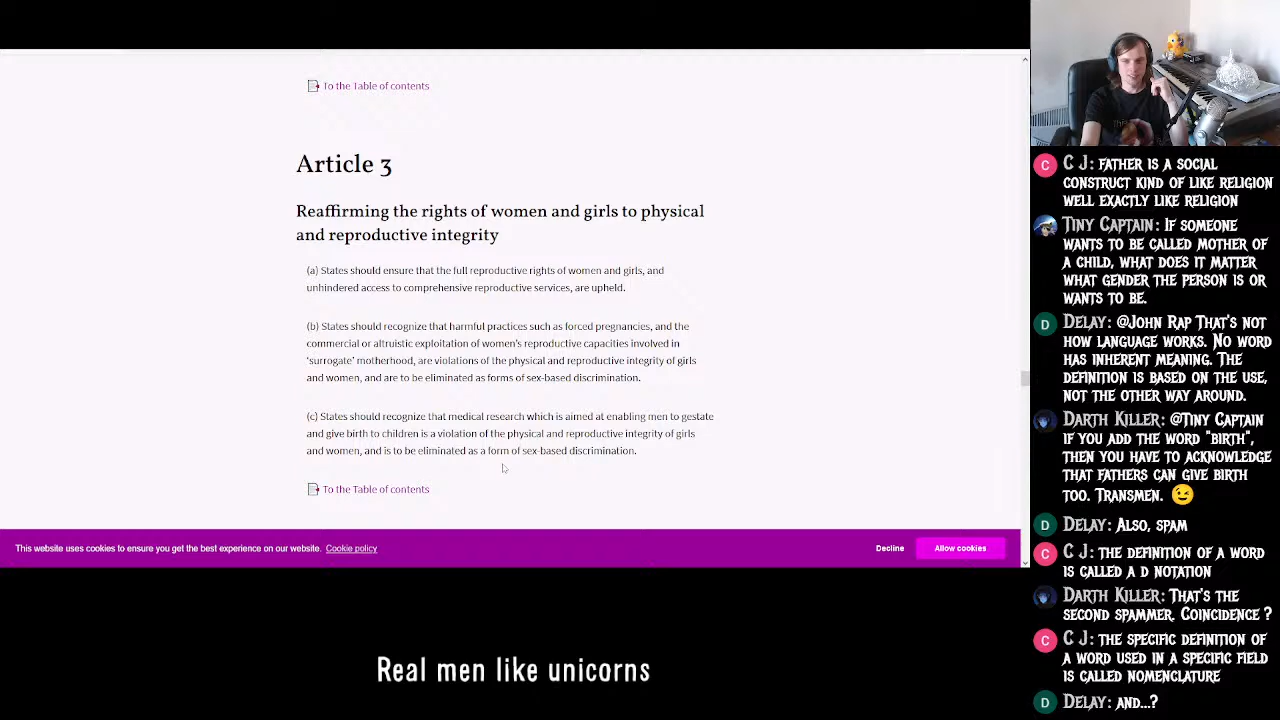 To the Table of contents
Article 3
Reaffirming the rights of women and girls to physical
and reproductive integrity
(a) States should ensure that the full reproductive rights of women and girls, and
unhindered access to comprehensive reproductive services, are upheld.
(b) States should recognize that harmful practices such as forced pregnancies, and the
commercial or altruistic exploitation of women's reproductive capacities involved in
'surrogate' motherhood, are violations of the physical and reproductive integrity of girls
and women, and are to be eliminated as forms of sex-based discrimination.
(c) States should recognize that medical research which is aimed at enabling men to gestate
and give birth to children is a violation of the physical and reproductive integrity of girls
and women, and is to be eliminated as a form of sex-based discrimination.
To the Table of contents
This website uses cookies to ensure you get the best experience on our website. Cookie policy
Decline
Allow cookies
Real men like unicorns
C
C J: Father is a social
construct kind of like religion
well exactly like religion
Tiny Captain: If someone
wants to be called mother of
a child, what does it matter
what gender the person is or
wants to be.
D
Delay: @John Rap That's not
how language works. No word
has inherent meaning. The
definition is based on the use,
not the other way around.
Darth Killer: @Tiny Captain
if you add the word "birth",
then you have to acknowledge
that fathers can give birth
too. Transmen. 😉
D
Delay: Also, spam
C
C J: the definition of a word
is called a d notation
Darth Killer: That's the
second spammer. Coincidence ?
C
C J: the specific definition of
a word used in a specific field
is called nomenclature
D
Delay: and...?